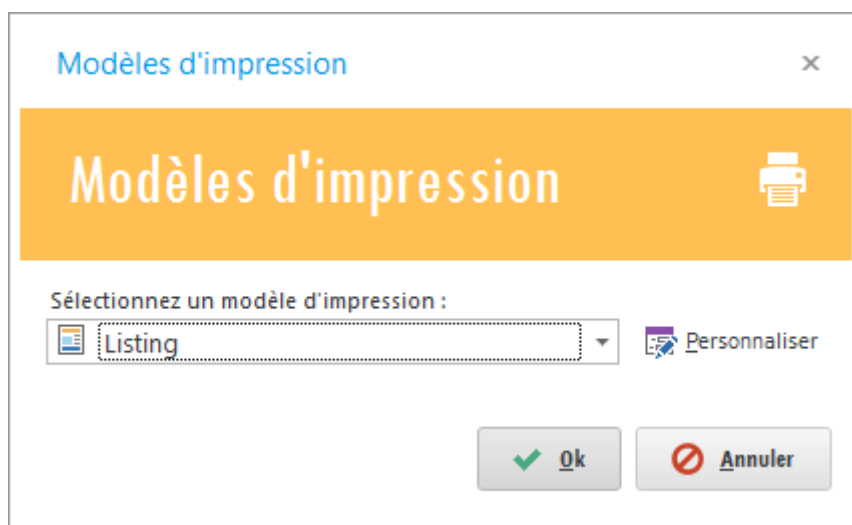 Modèles d'impression
Modèles d'impression
Sélectionnez un modèle d'impression :
Listing
Personnaliser
Ok
Annuler